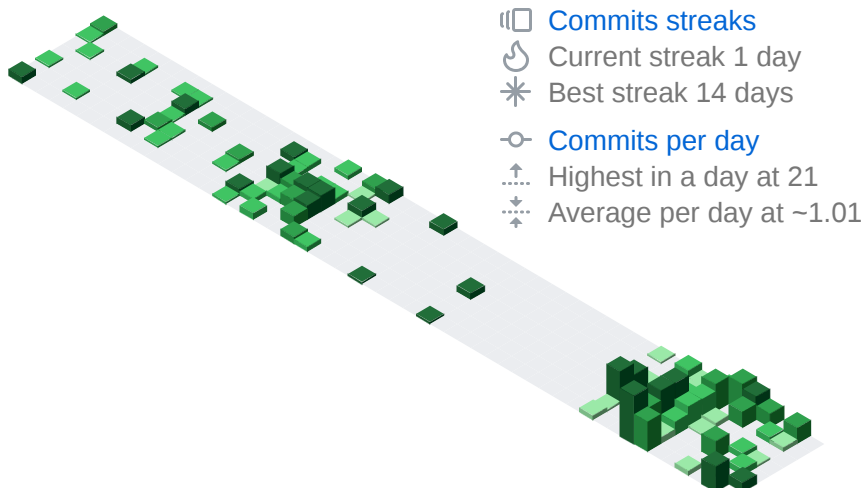 Commits streaks
Current streak 1 day
Best streak 14 days
Commits per day
Highest in a day at 21
Average per day at ~1.01